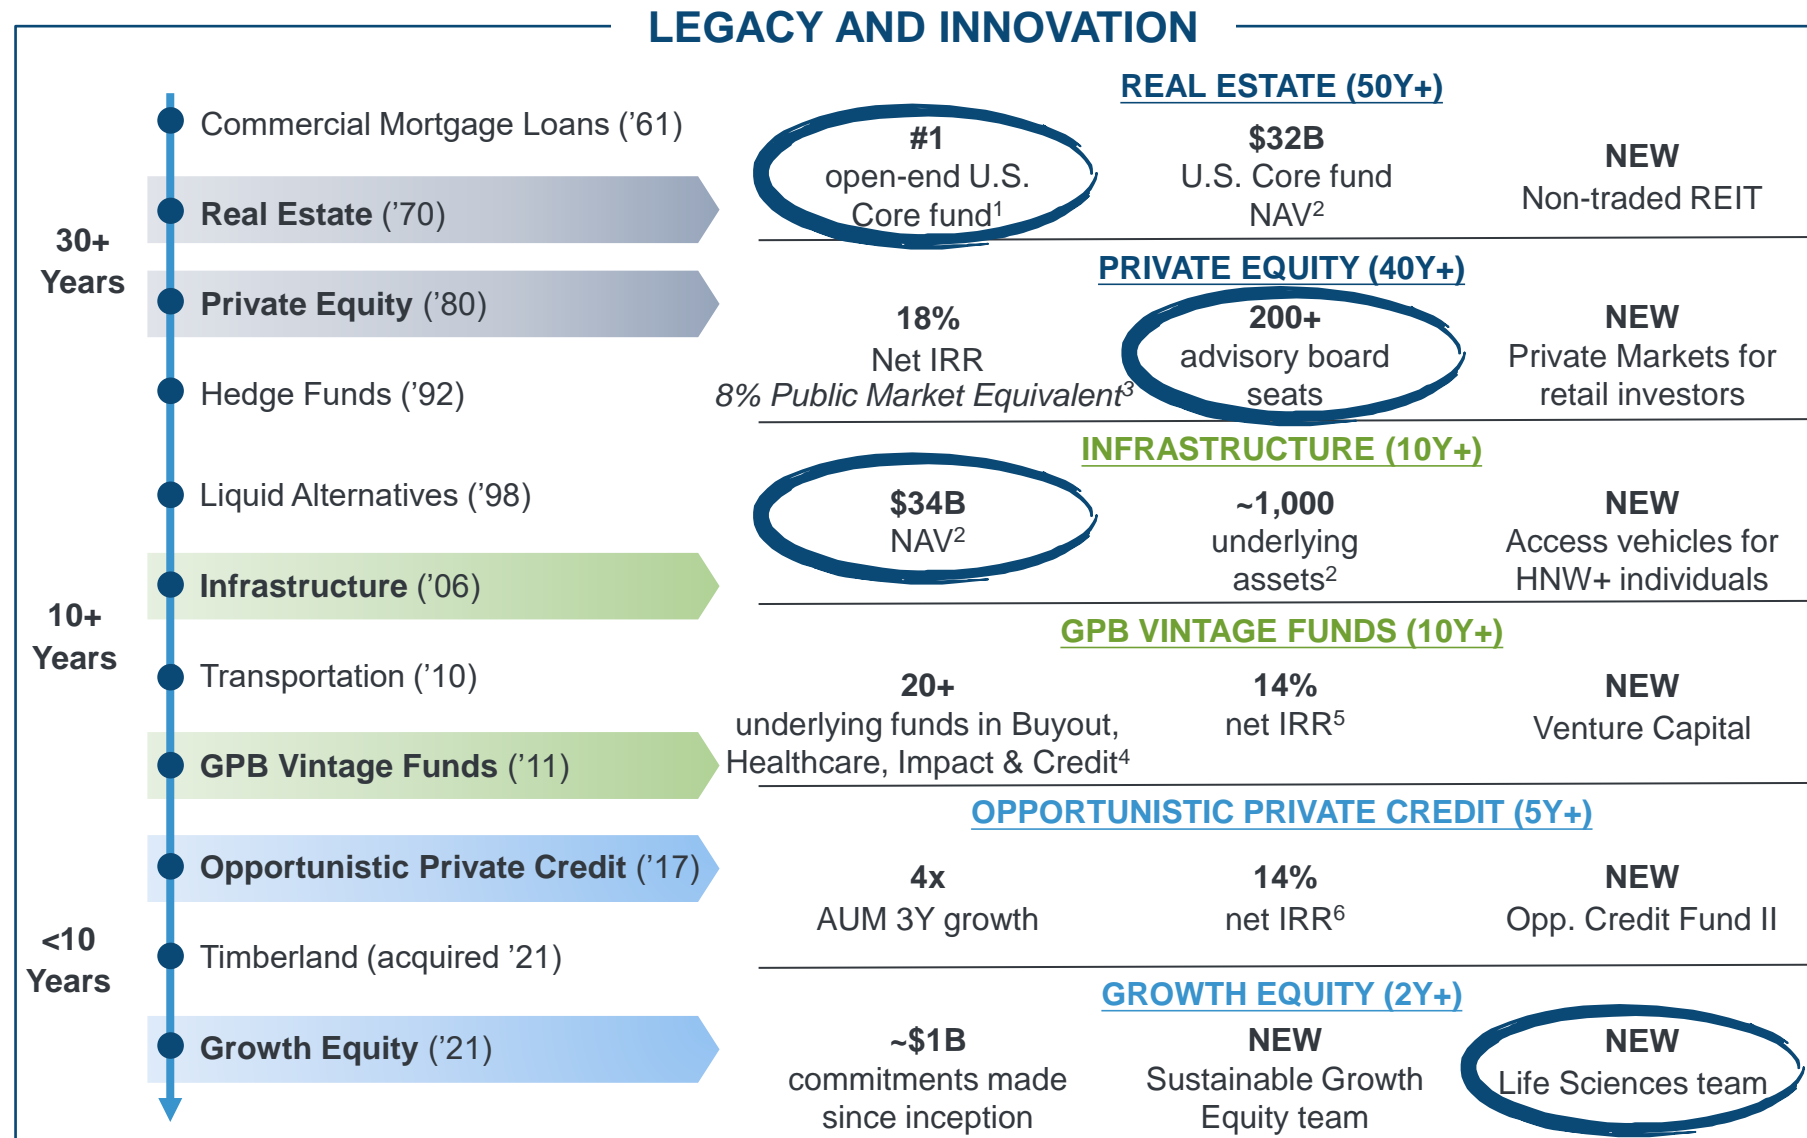 LEGACY AND INNOVATION
30+
Years
10+
Years
<10
Years
Commercial Mortgage Loans (’61)
Real Estate (’70)
Private Equity (’80)
Hedge Funds (’92)
Liquid Alternatives (’98)
Infrastructure (’06)
Transportation (’10)
GPB Vintage Funds (’11)
Opportunistic Private Credit (’17)
Timberland (acquired ’21)
Growth Equity (’21)
REAL ESTATE (50Y+)
#1
open-end U.S.
Core fund1
$32B
U.S. Core fund
NAV2
NEW
Non-traded REIT
PRIVATE EQUITY (40Y+)
18%
Net IRR
8% Public Market Equivalent3
200+
advisory board
seats
NEW
Private Markets for
retail investors
INFRASTRUCTURE (10Y+)
$34B
NAV2
~1,000
underlying
assets2
NEW
Access vehicles for
HNW+ individuals
GPB VINTAGE FUNDS (10Y+)
20+
underlying funds in Buyout,
Healthcare, Impact & Credit4
14%
net IRR5
NEW
Venture Capital
OPPORTUNISTIC PRIVATE CREDIT (5Y+)
4x
AUM 3Y growth
14%
net IRR6
NEW
Opp. Credit Fund II
GROWTH EQUITY (2Y+)
~$1B
commitments made
since inception
NEW
Sustainable Growth
Equity team
NEW
Life Sciences team